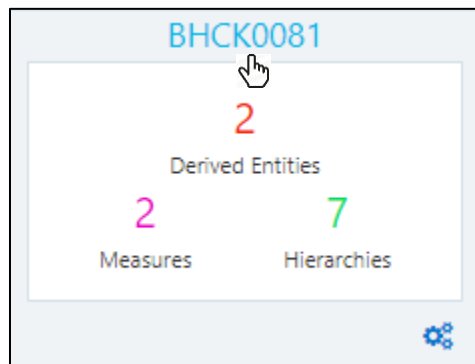 BHCK0081
2
Derived Entities
2 7
Measures Hierarchies